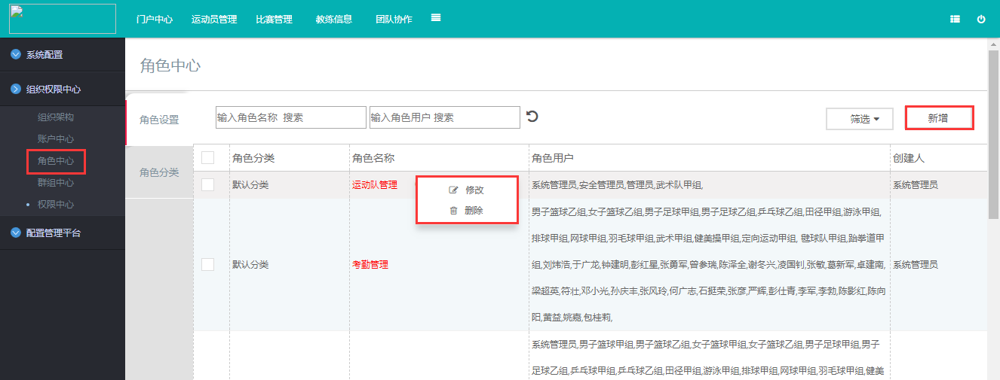 门户中心 运动员管理 比赛管理 教练信息 团队协作
系统配置
组织权限中心
组织架构
账户中心
角色中心
群组中心
权限中心
配置管理平台
角色中心
角色设置
角色分类
输入角色名称 搜索 输入角色用户 搜索 筛选 新增
角色分类 角色名称 角色用户 创建人
默认分类 运动队管理 系统管理员,安全管理员,管理员,武术队甲组, 系统管理员
修改
删除
男子篮球乙组,女子篮球乙组,男子足球甲组,男子足球乙组,乒乓球乙组,田径甲组,游泳甲组,
排球甲组,网球甲组,羽毛球甲组,武术甲组,健美操甲组,定向运动甲组, 毽球队甲组,跆拳道甲
默认分类 考勤管理 组,刘炜浩,于广龙,钟建明,彭红星,张勇军,曾参瑞,陈泽全,谢冬兴,凌国钊,张敏,葛新军,卓建南, 系统管理员
梁超英,符壮,邓小光,孙庆丰,张风玲,何广志,石挺荣,张彦,严辉,彭仕青,李军,李勃,陈影红,陈向
阳,黄益,姚嘉,包桂莉,
系统管理员,男子篮球甲组,男子篮球乙组,女子篮球甲组,女子篮球乙组,男子足球甲组,男子
足球乙组,乒乓球甲组,乒乓球乙组,田径甲组,游泳甲组,排球甲组,网球甲组,羽毛球甲组,健美